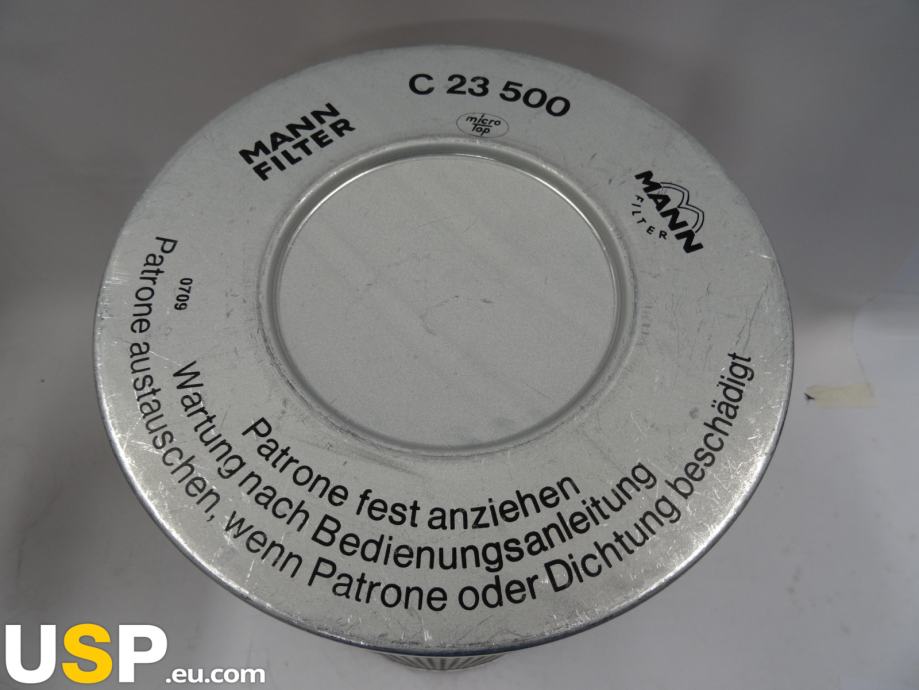 C 23 500
micro
Top
MANN
FILTER
MANN
FILTER
0709
Patrone fest anziehen
Wartung nach Bedienungsanleitung
Patrone austauschen, wenn Patrone oder Dichtung beschädigt
USP.eu.com